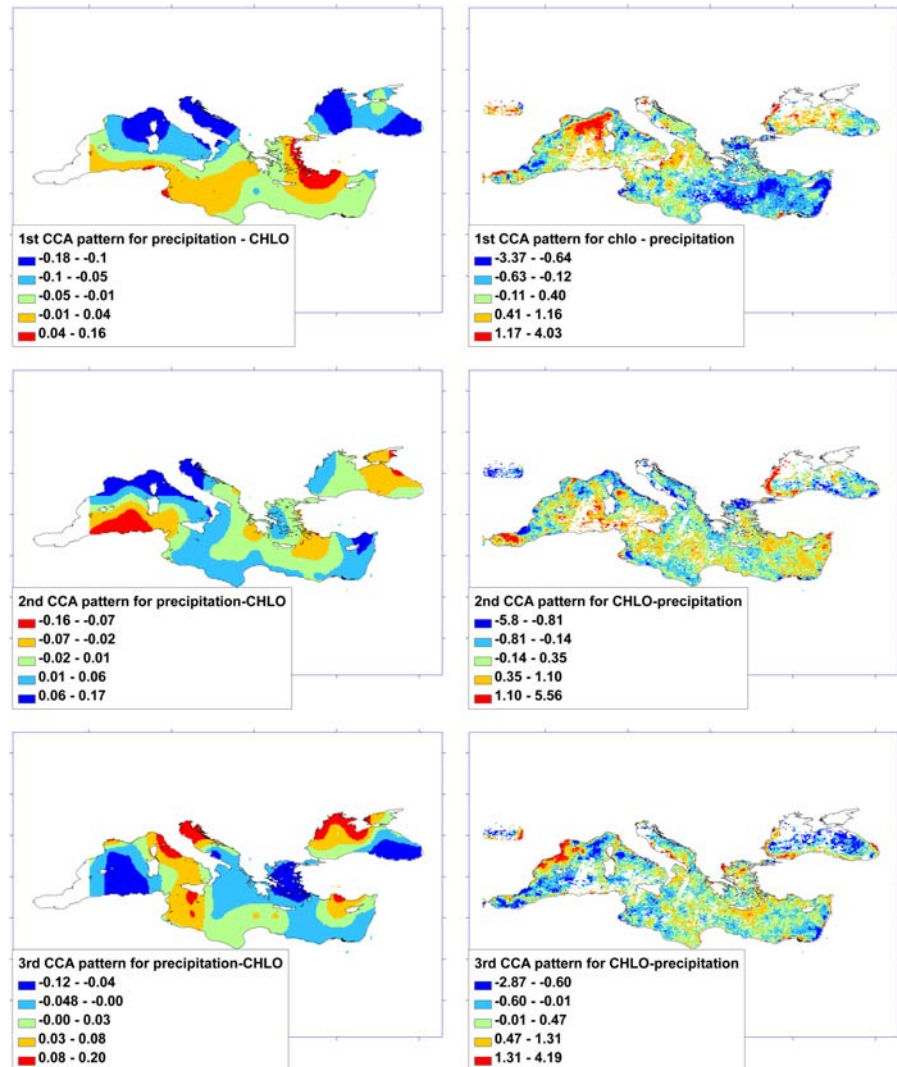 1st CCA pattern for precipitation - CHLO
-0.18 - -0.1
-0.1 - -0.05
-0.05 - -0.01
-0.01 - 0.04
0.04 - 0.16
1st CCA pattern for chlo - precipitation
-3.37 - -0.64
-0.63 - -0.12
-0.11 - 0.40
0.41 - 1.16
1.17 - 4.03
2nd CCA pattern for precipitation-CHLO
-0.16 - -0.07
-0.07 - -0.02
-0.02 - 0.01
0.01 - 0.06
0.06 - 0.17
2nd CCA pattern for CHLO-precipitation
-5.8 - -0.81
-0.81 - -0.14
-0.14 - 0.35
0.35 - 1.10
1.10 - 5.56
3rd CCA pattern for precipitation-CHLO
-0.12 - -0.04
-0.048 - -0.00
-0.00 - 0.03
0.03 - 0.08
0.08 - 0.20
3rd CCA pattern for CHLO-precipitation
-2.87 - -0.60
-0.60 - -0.01
-0.01 - 0.47
0.47 - 1.31
1.31 - 4.19